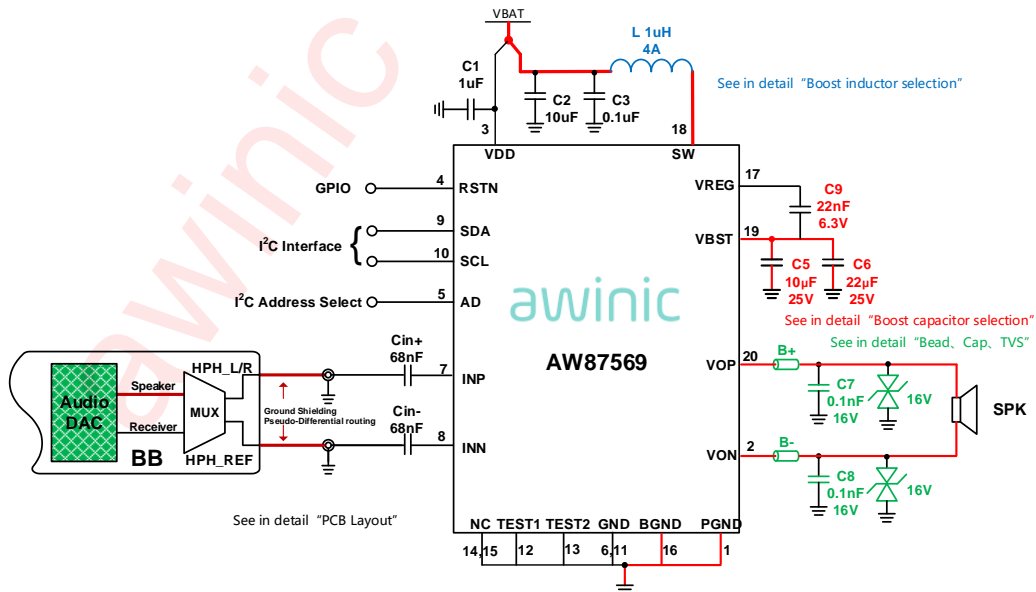 VBAT
L 1uH
4A
See in detail “Boost inductor selection”
C1
1uF
C2
10uF
C3
0.1uF
3
VDD
18
SW
GPIO
4
RSTN
9
SDA
I²C Interface
10
SCL
I²C Address Select
5
AD
VREG
17
C9
22nF
6.3V
VBST
19
C5
10μF
25V
C6
22μF
25V
See in detail “Boost capacitor selection”
See in detail “Bead、Cap、TVS”
awinic
AW87569
awinic
Cin+
68nF
7
INP
Cin-
68nF
8
INN
HPH_L/R
Speaker
Audio
DAC
MUX
Receiver
BB
HPH_REF
Ground Shielding
Pseudo-Differential routing
See in detail “PCB Layout”
VOP
20
B+
C7
0.1nF
16V
16V
SPK
VON
2
B-
C8
0.1nF
16V
16V
NC
TEST1
TEST2
GND
BGND
PGND
14,15
12
13
6,11
16
1